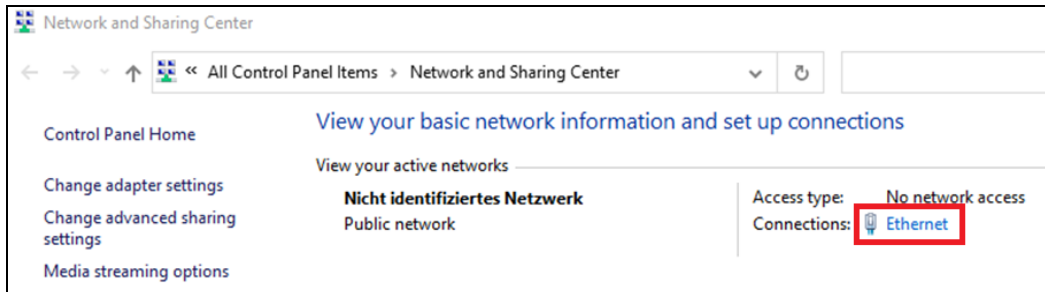 Network and Sharing Center
« All Control Panel Items > Network and Sharing Center
Control Panel Home
View your basic network information and set up connections
View your active networks
Change adapter settings
Nicht identifiziertes Netzwerk
Access type: No network access
Change advanced sharing
settings
Public network
Connections: Ethernet
Media streaming options